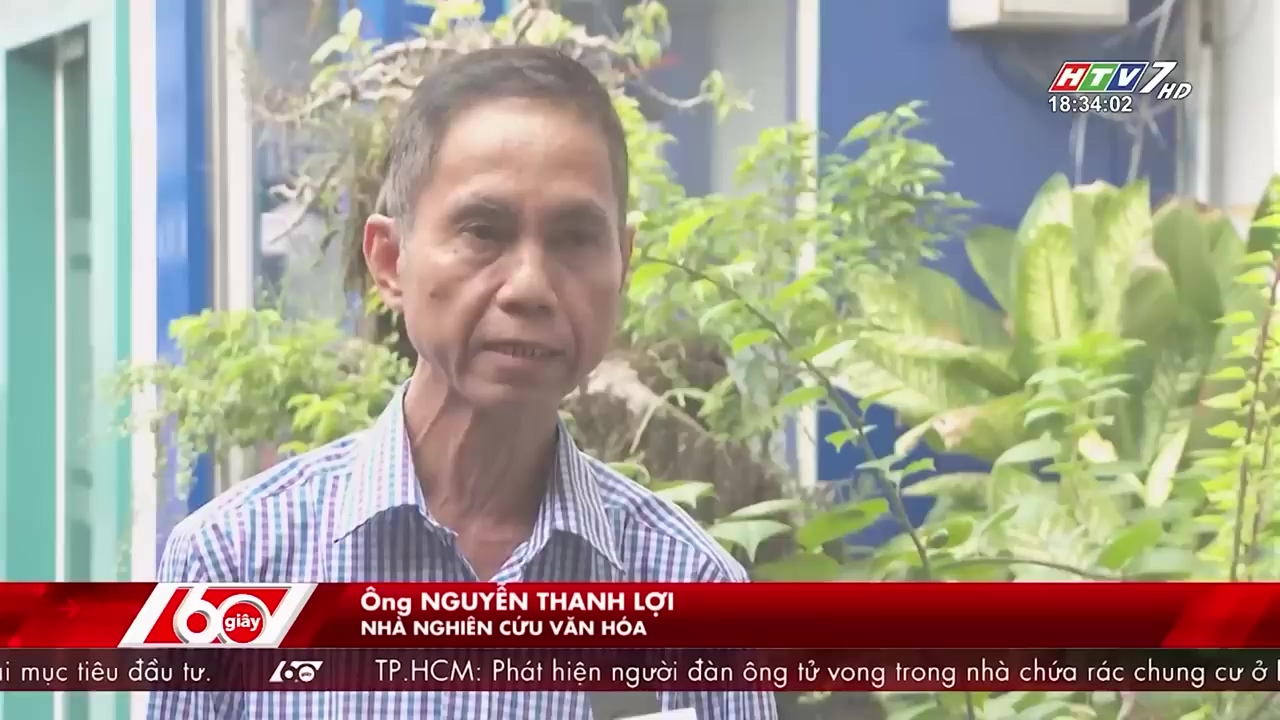 HTV7 HD
18:34:02
60 giây
Ông NGUYỄN THANH LỢI
NHÀ NGHIÊN CỨU VĂN HÓA
mục tiêu đầu tư. 60 TP.HCM: Phát hiện người đàn ông tử vong trong nhà chứa rác chung cư ở